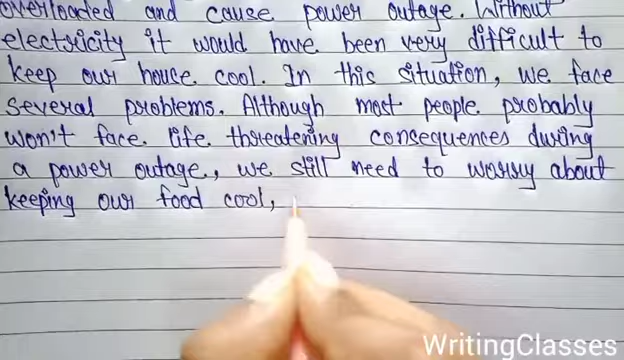 overloaded and cause power outage. Without
electricity it would have been very difficult to
keep our house cool. In this situation, we face
several problems. Although most people probably
won't face life threatening consequences during
a power outage, we still need to worry about
keeping our food cool,
WritingClasses